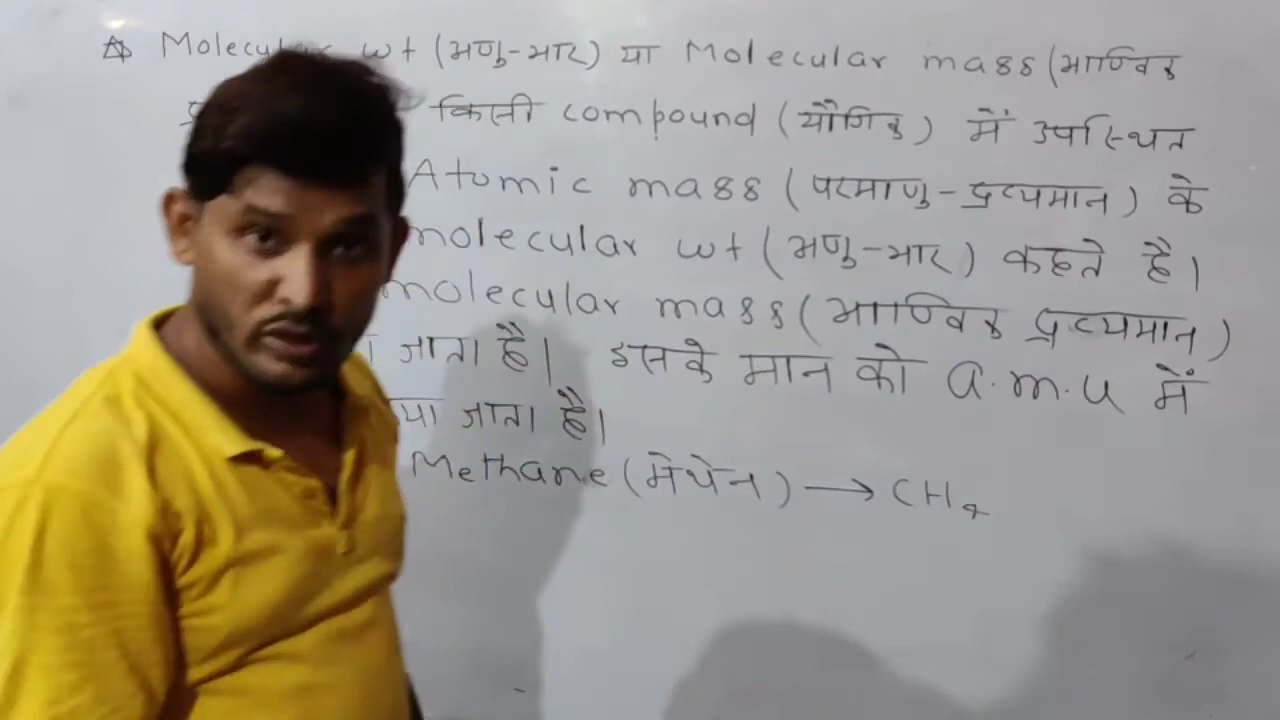 Molecular wt (अणु-भार) या Molecular mass (आण्विक
किसी compound (यौगिक) में उपस्थित
Atomic mass (परमाणु-द्रव्यमान) के
molecular wt (अणु-भार) कहते है।
molecular mass (आण्विक द्रव्यमान)
जाता है। इसके मान को a.m.u में
जाता है।
Methane (मेथेन) → CH4